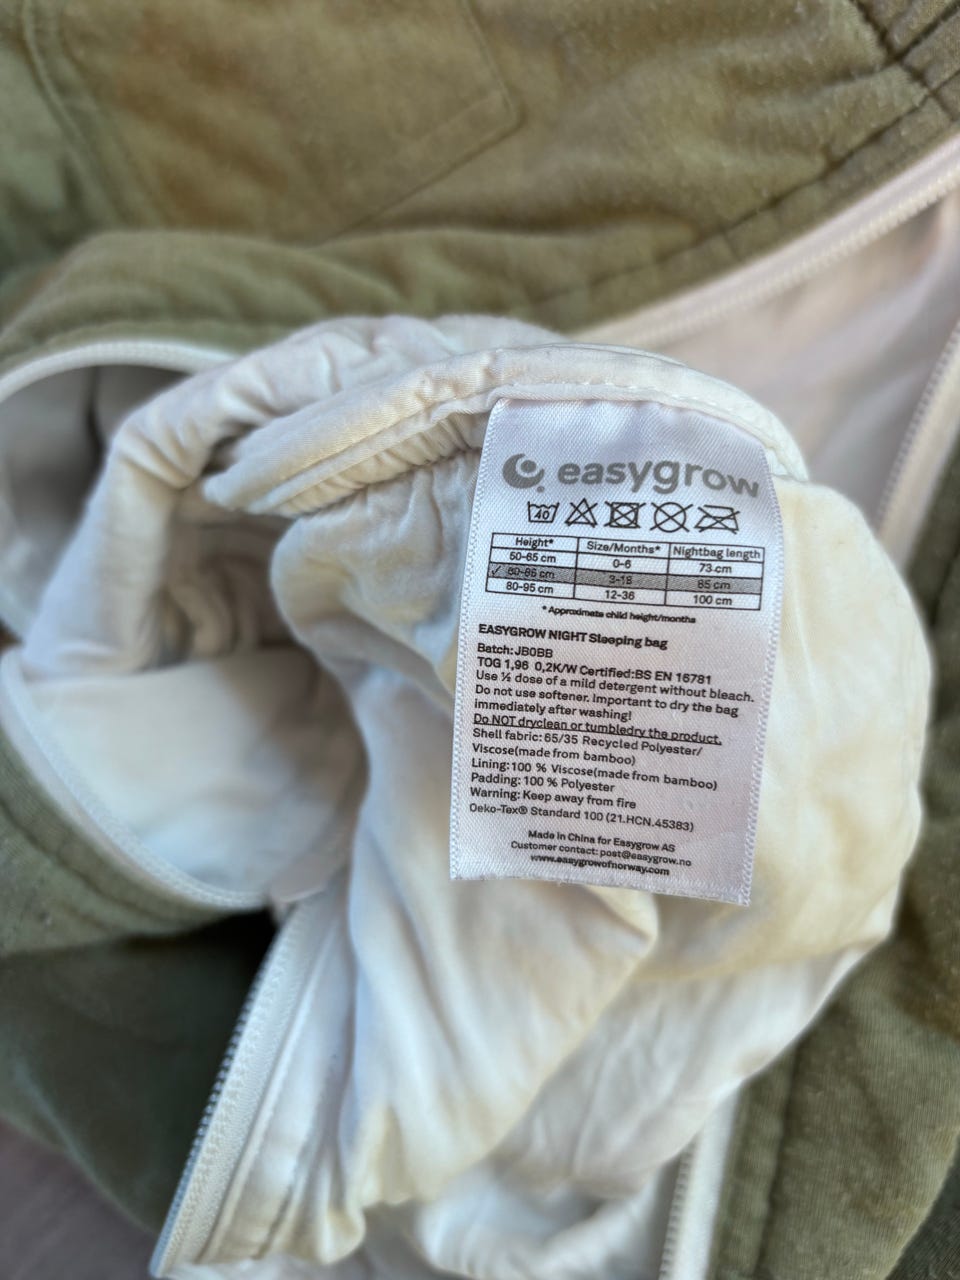 easygrow
40
Height* Size/Months* Nightbag length
50-65 cm 0-6 73 cm
✓ 60-86 cm 3-18 85 cm
80-95 cm 12-36 100 cm
* Approximate child height/months
EASYGROW NIGHT Sleeping bag
Batch: JB0BB
TOG 1,96 0,2K/W Certified:BS EN 16781
Use ½ dose of a mild detergent without bleach.
Do not use softener. Important to dry the bag
immediately after washing!
Do NOT dryclean or tumbledry the product.
Shell fabric: 65/35 Recycled Polyester/
Viscose(made from bamboo)
Lining:100 % Viscose(made from bamboo)
Padding: 100 % Polyester
Warning: Keep away from fire
Oeko-Tex® Standard 100 (21.HCN.45383)
Made in China for Easygrow AS
Customer contact: post@easygrow.no
www.easygrowofnorway.com